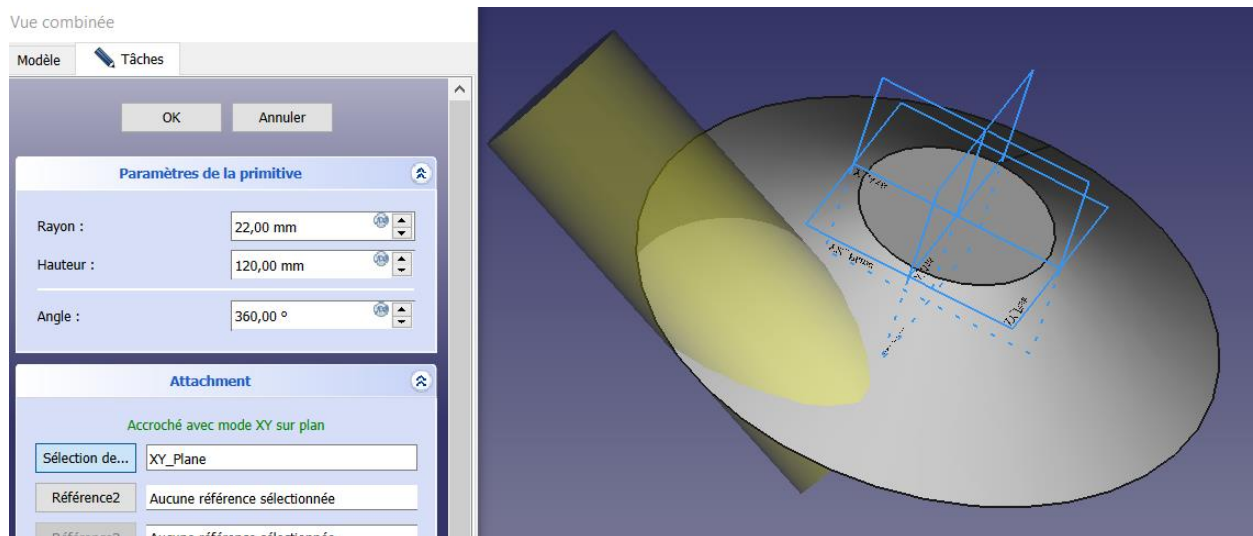 Vue combinée
Modèle
Tâches
OK
Annuler
Paramètres de la primitive
Rayon :
22,00 mm
Hauteur :
120,00 mm
Angle :
360,00 °
Attachment
Accroché avec mode XY sur plan
Sélection de...
XY_Plane
Référence2
Aucune référence sélectionnée